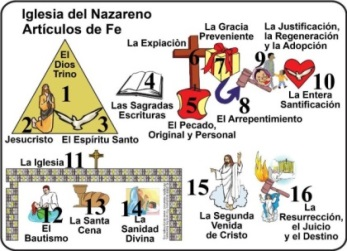 Iglesia del Nazareno
Artículos de Fe
El
Dios
Trino
1
2
Jesucristo
3
El Espíritu Santo
4
Las Sagradas
Escrituras
La Expiaciòn
6
5
El Pecado,
Original y Personal
La Gracia
Preveniente
7
8
El Arrepentimiento
La Justificación,
la Regeneración
y la Adopción
9
10
La Entera
Santificación
La Iglesia 11
12
El
Bautismo
13
La Santa
Cena
14
La
Sanidad
Divina
15
La Segunda
Venida
de Cristo
16
La
Resurrección,
el Juicio
y el Destino